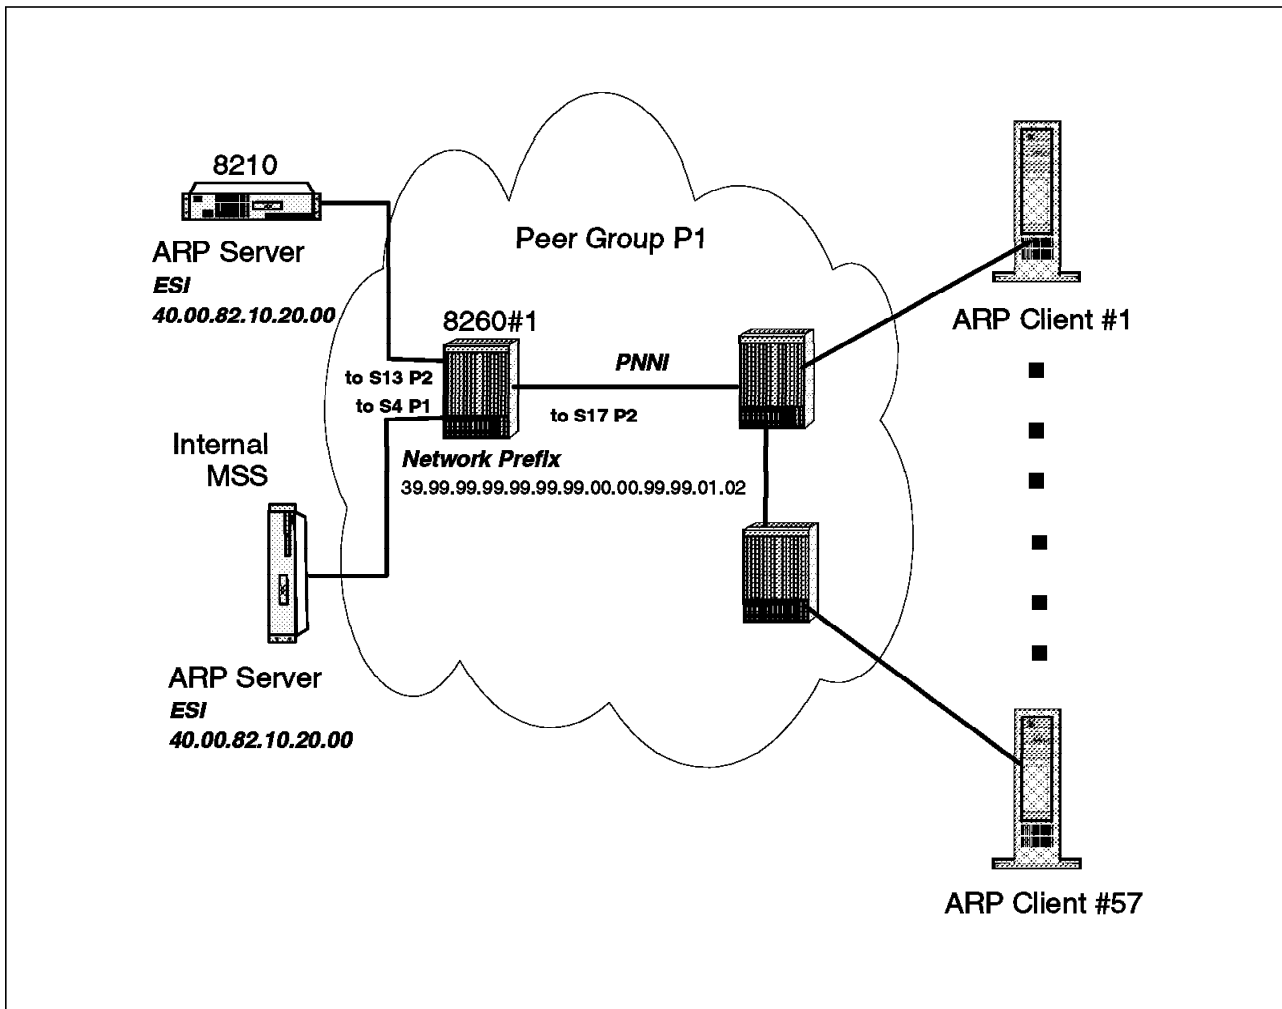 8210
ARP Server
ESI
40.00.82.10.20.00
Peer Group P1
8260#1
to S13 P2
to S4 P1
PNNI
to S17 P2
Network Prefix
39.99.99.99.99.99.99.00.00.99.99.01.02
Internal
MSS
ARP Server
ESI
40.00.82.10.20.00
ARP Client #1
ARP Client #57